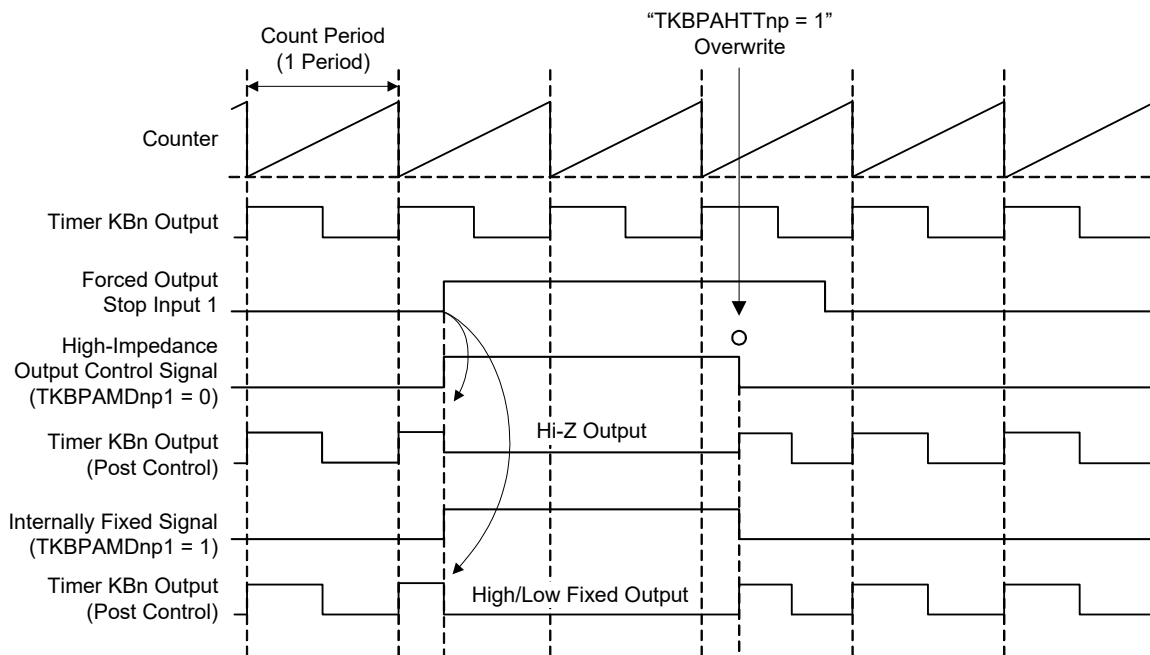 “TKBPAHTTnp = 1”
Overwrite
Count Period
(1 Period)
Counter
Timer KBn Output
Forced Output
Stop Input 1
High-Impedance
Output Control Signal
(TKBPAMDnp1 = 0)
Timer KBn Output
(Post Control)
Hi-Z Output
Internally Fixed Signal
(TKBPAMDnp1 = 1)
Timer KBn Output
(Post Control)
High/Low Fixed Output